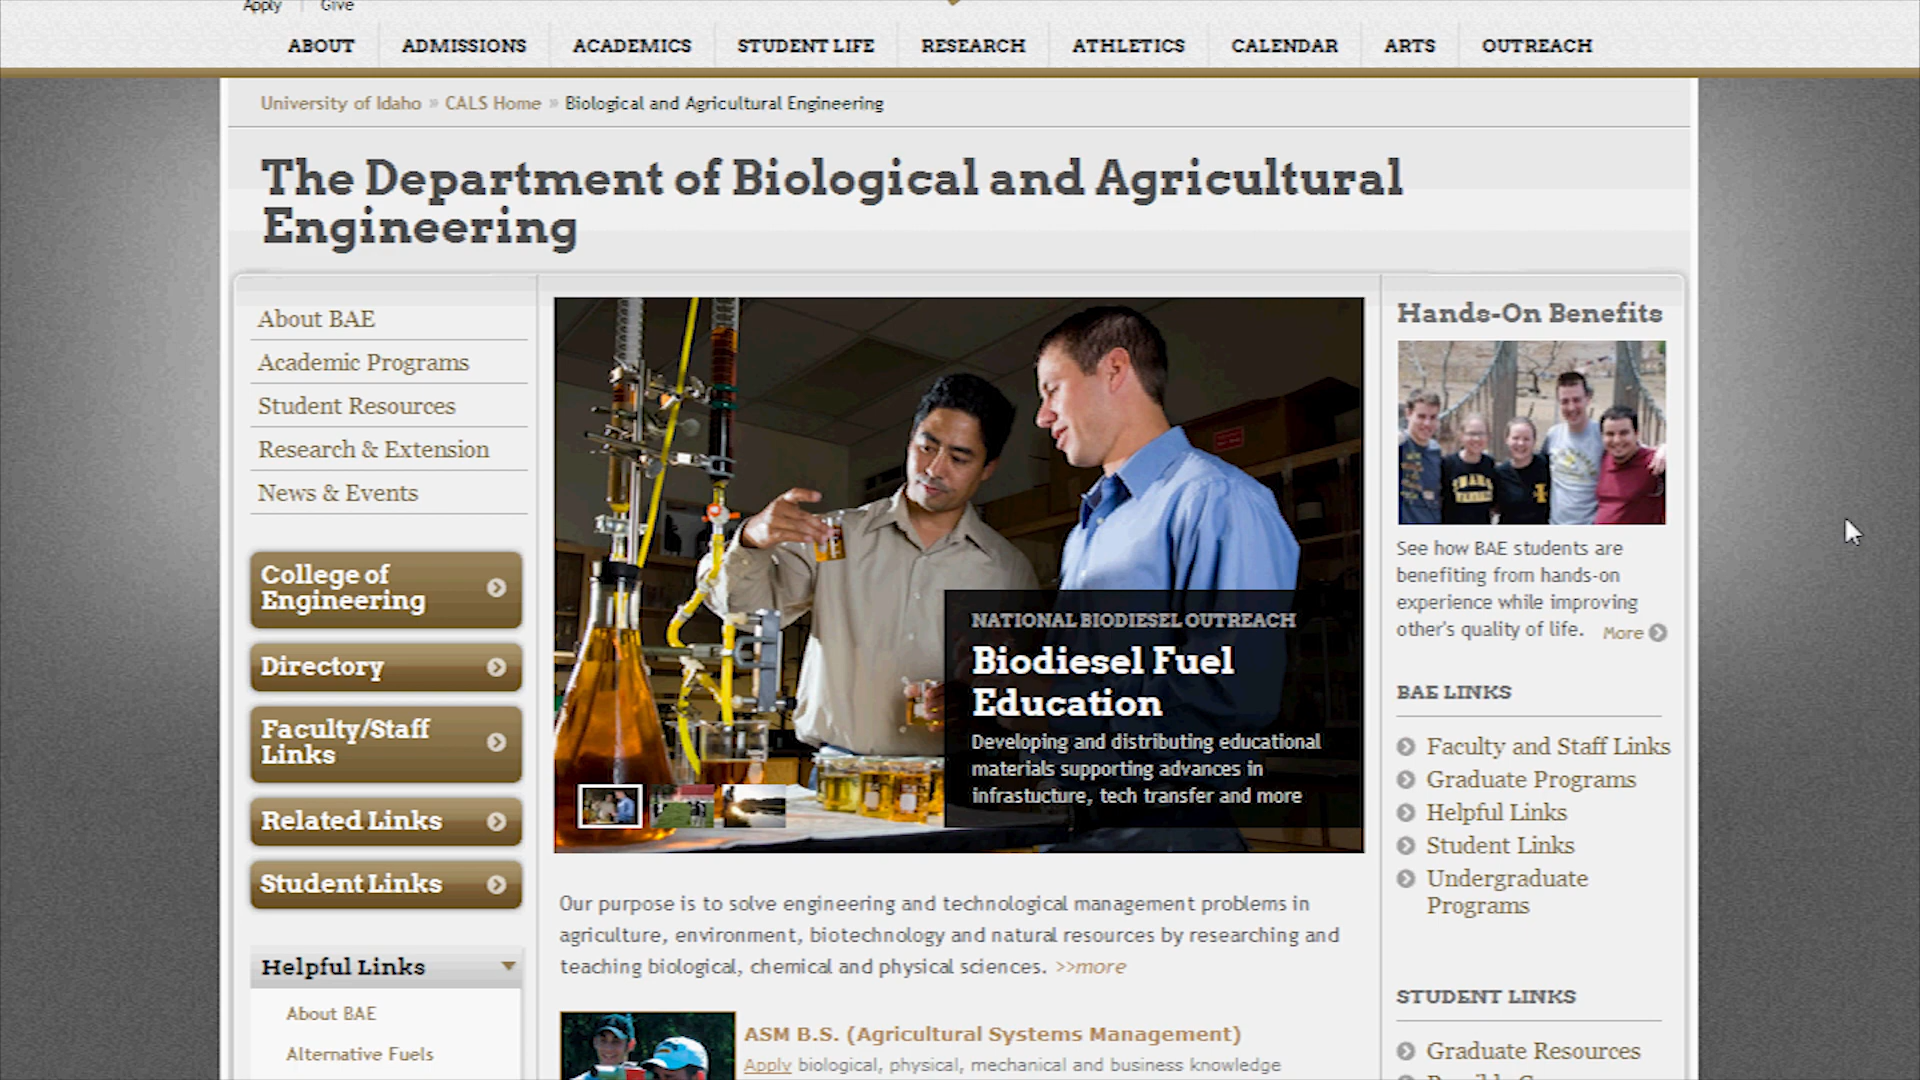 Apply | Give
ABOUT
ADMISSIONS
ACADEMICS
STUDENT LIFE
RESEARCH
ATHLETICS
CALENDAR
ARTS
OUTREACH
University of Idaho » CALS Home » Biological and Agricultural Engineering
The Department of Biological and Agricultural
Engineering
About BAE
Academic Programs
Student Resources
Research & Extension
News & Events
College of
Engineering
Directory
Faculty/Staff
Links
Related Links
Student Links
Helpful Links
About BAE
Alternative Fuels
NATIONAL BIODIESEL OUTREACH
Biodiesel Fuel
Education
Developing and distributing educational
materials supporting advances in
infrastucture, tech transfer and more
Our purpose is to solve engineering and technological management problems in
agriculture, environment, biotechnology and natural resources by researching and
teaching biological, chemical and physical sciences. >>more
ASM B.S. (Agricultural Systems Management)
Apply biological, physical, mechanical and business knowledge
Hands-On Benefits
See how BAE students are
benefiting from hands-on
experience while improving
other's quality of life. More
BAE LINKS
Faculty and Staff Links
Graduate Programs
Helpful Links
Student Links
Undergraduate
Programs
STUDENT LINKS
Graduate Resources